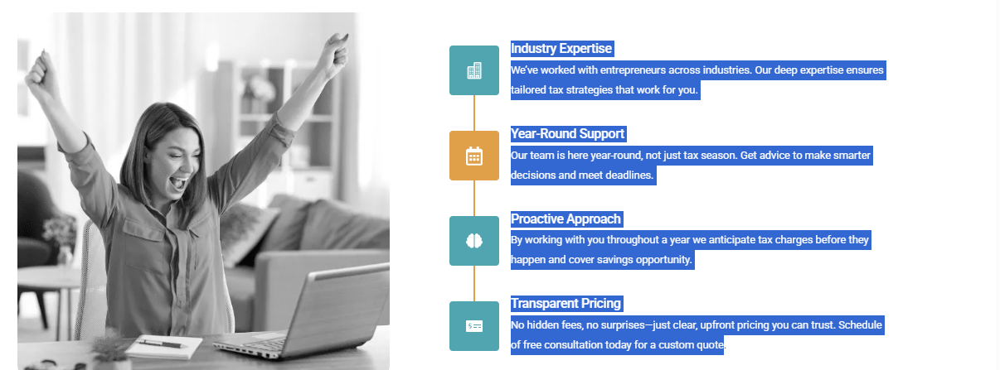 Industry Expertise
We've worked with entrepreneurs across industries. Our deep expertise ensures
tailored tax strategies that work for you.
Year-Round Support
Our team is here year-round, not just tax season. Get advice to make smarter
decisions and meet deadlines.
Proactive Approach
By working with you throughout a year we anticipate tax charges before they
happen and cover savings opportunity.
Transparent Pricing
No hidden fees, no surprises—just clear, upfront pricing you can trust. Schedule
of free consultation today for a custom quote.